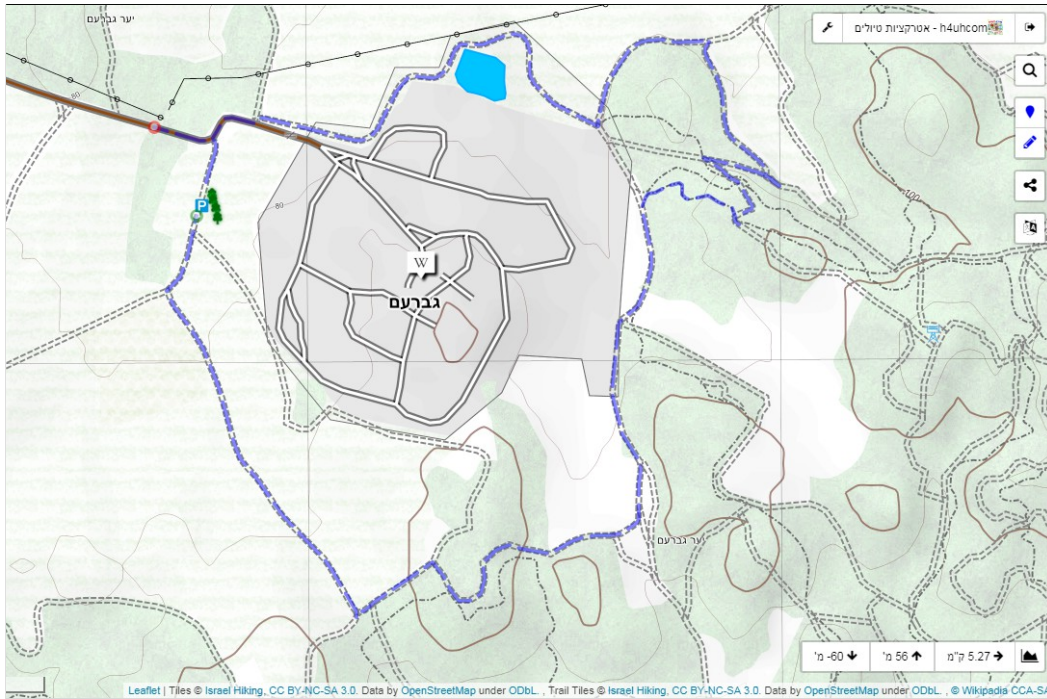 יער גברעם
h4uhcom - אטרקציות טיולים
80
80
100
P
W
גברעם
ער גברעם
5.27 ק"מ
56 מ'
-60 מ'
Leaflet | Tiles © Israel Hiking, CC BY-NC-SA 3.0. Data by OpenStreetMap under ODbL. , Trail Tiles © Israel Hiking, CC BY-NC-SA 3.0. Data by OpenStreetMap under ODbL. , © Wikipedia CCA-S